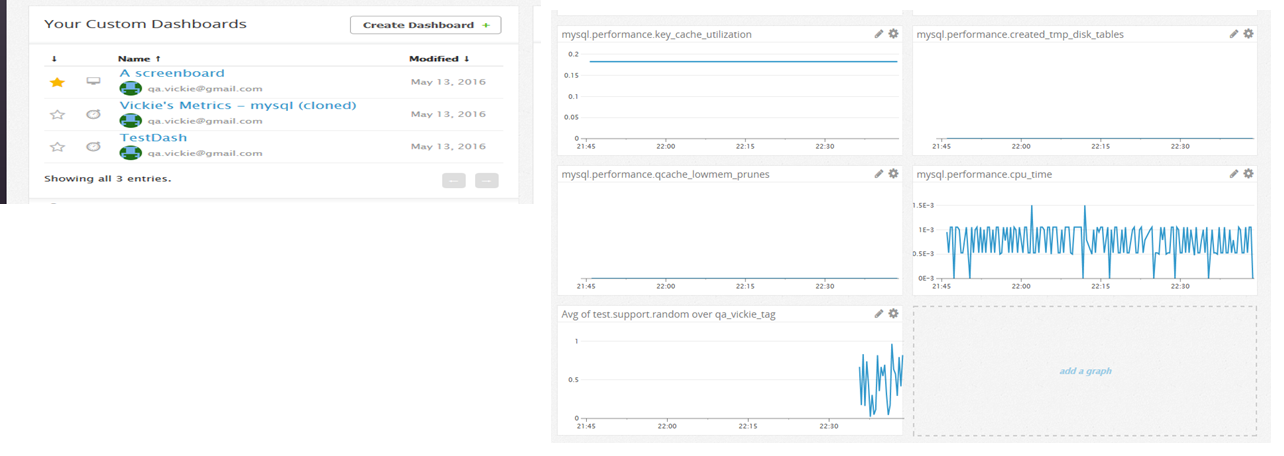 Your Custom Dashboards
Create Dashboard +
↓ Name ↑ Modified ↓
A screenboard
qa.vickie@gmail.com
May 13, 2016
Vickie's Metrics – mysql (cloned)
qa.vickie@gmail.com
May 13, 2016
TestDash
qa.vickie@gmail.com
May 13, 2016
Showing all 3 entries.
← →
mysql.performance.key_cache_utilization
0.2
0.15
0.1
0.05
0
21:45 22:00 22:15 22:30
mysql.performance.created_tmp_disk_tables
21:45 22:00 22:15 22:30
mysql.performance.qcache_lowmem_prunes
21:45 22:00 22:15 22:30
mysql.performance.cpu_time
1.5E-3
1E-3
0.5E-3
0E-3
21:45 22:00 22:15 22:30
Avg of test.support.random over qa_vickie_tag
1
0.5
0
21:45 22:00 22:15 22:30
add a graph